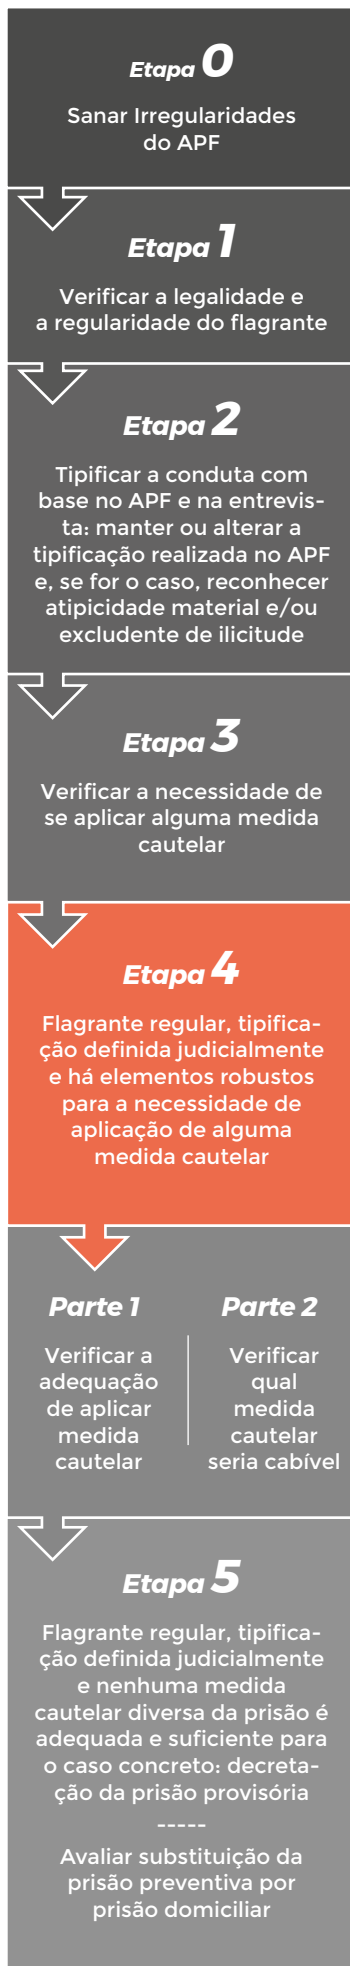 Etapa 0
Sanar Irregularidades
do APF
Etapa 1
Verificar a legalidade e
a regularidade do flagrante
Etapa 2
Tipificar a conduta com
base no APF e na entrevis-
ta: manter ou alterar a
tipificação realizada no APF
e, se for o caso, reconhecer
atipicidade material e/ou
excludente de ilicitude
Etapa 3
Verificar a necessidade de
se aplicar alguma medida
cautelar
Etapa 4
Flagrante regular, tipifica-
ção definida judicialmente
e há elementos robustos
para a necessidade de
aplicação de alguma
medida cautelar
Parte 1
Verificar a
adequação
de aplicar
medida
cautelar
Parte 2
Verificar
qual
medida
cautelar
seria cabível
Etapa 5
Flagrante regular, tipifica-
ção definida judicialmente
e nenhuma medida
cautelar diversa da prisão é
adequada e suficiente para
o caso concreto: decreta-
ção da prisão provisória
-----
Avaliar substituição da
prisão preventiva por
prisão domiciliar